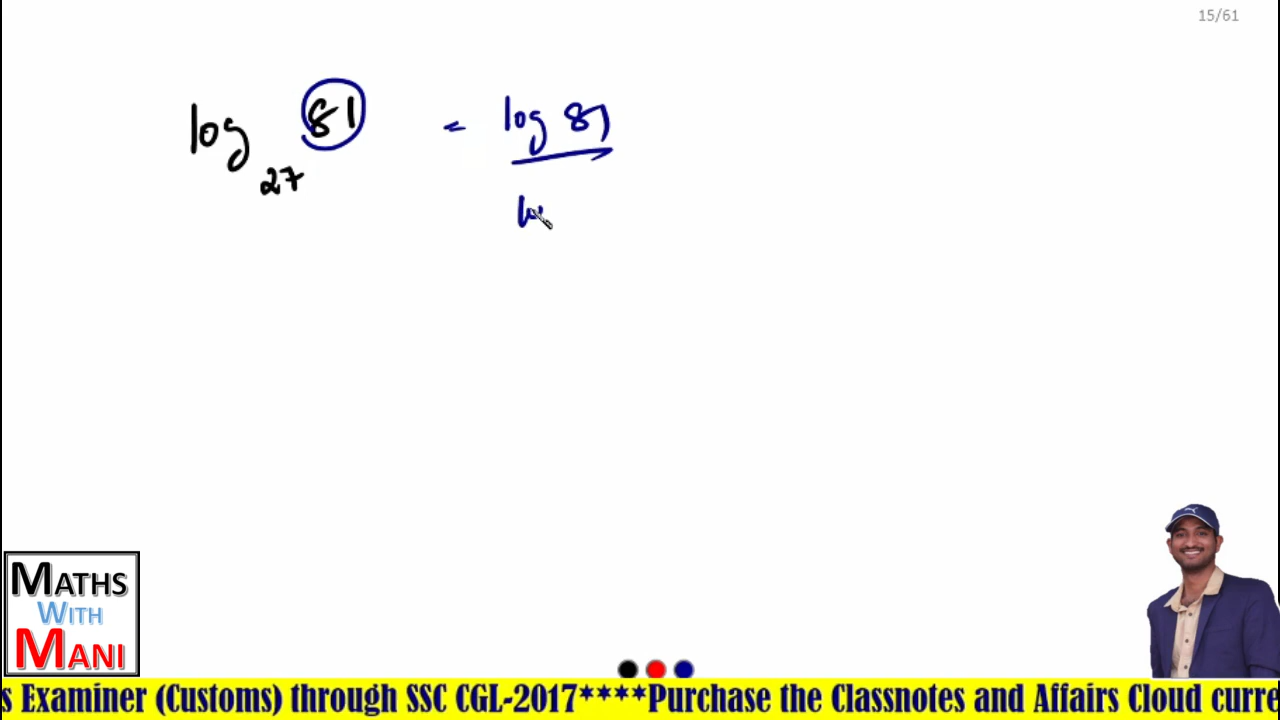 15/61
log 27 81 = log 81
lo
MATHS
WITH
MANI
s Examiner (Customs) through SSC CGL-2017****Purchase the Classnotes and Affairs Cloud curre